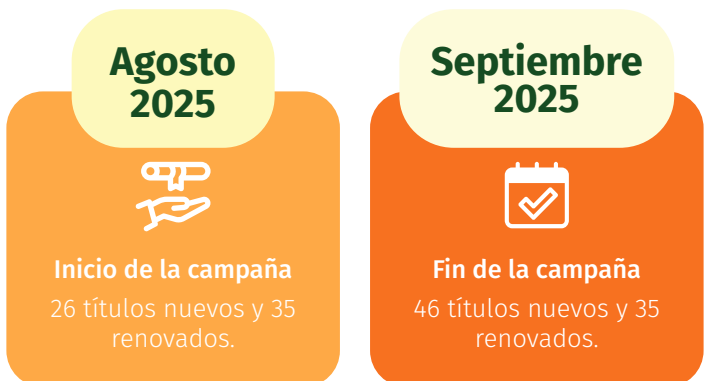 Agosto
2025
Inicio de la campaña
26 títulos nuevos y 35
renovados.
Septiembre
2025
Fin de la campaña
46 títulos nuevos y 35
renovados.